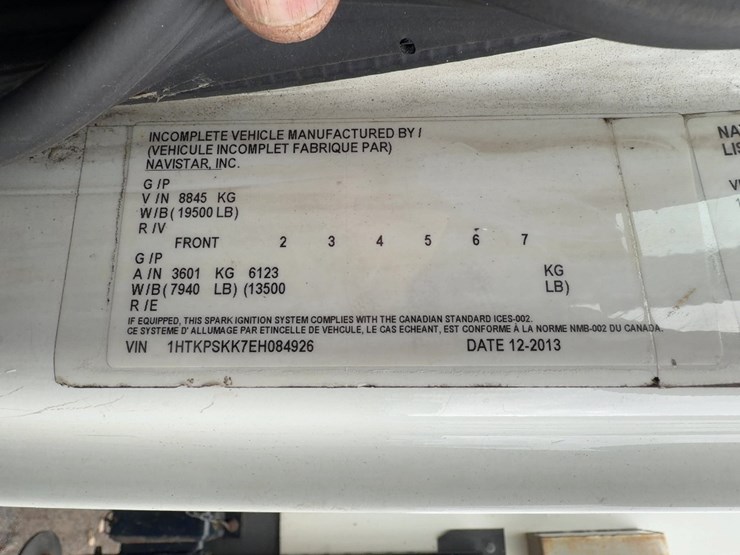 INCOMPLETE VEHICLE MANUFACTURED BY /
(VEHICULE INCOMPLET FABRIQUE PAR)
NAVISTAR, INC.
G /P
V /N 8845 KG
W/B ( 19500 LB)
R /V
FRONT 2 3 4 5 6 7
G /P
A /N 3601 KG 6123 KG
W/B (7940 LB) (13500 LB)
R /E
IF EQUIPPED, THIS SPARK IGNITION SYSTEM COMPLIES WITH THE CANADIAN STANDARD ICES-002.
CE SYSTEME D' ALLUMAGE PAR ETINCELLE DE VEHCULE, LE CAS ECHEANT, EST CONFORME À LA NORME NMB-002 DU CANADA.
VIN 1HTKPSKK7EH084926 DATE 12-2013